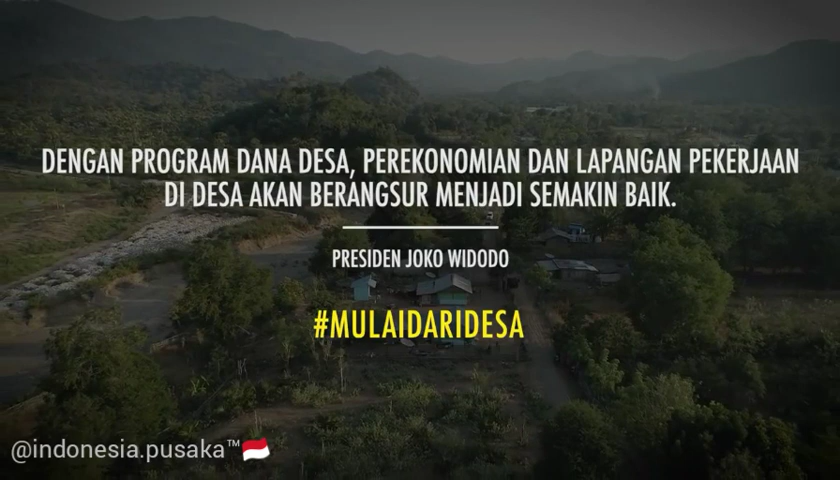 DENGAN PROGRAM DANA DESA, PEREKONOMIAN DAN LAPANGAN PEKERJAAN
DI DESA AKAN BERANGSUR MENJADI SEMAKIN BAIK.
PRESIDEN JOKO WIDODO
#MULAIDARIDESA
@indonesia.pusaka™🇮🇩